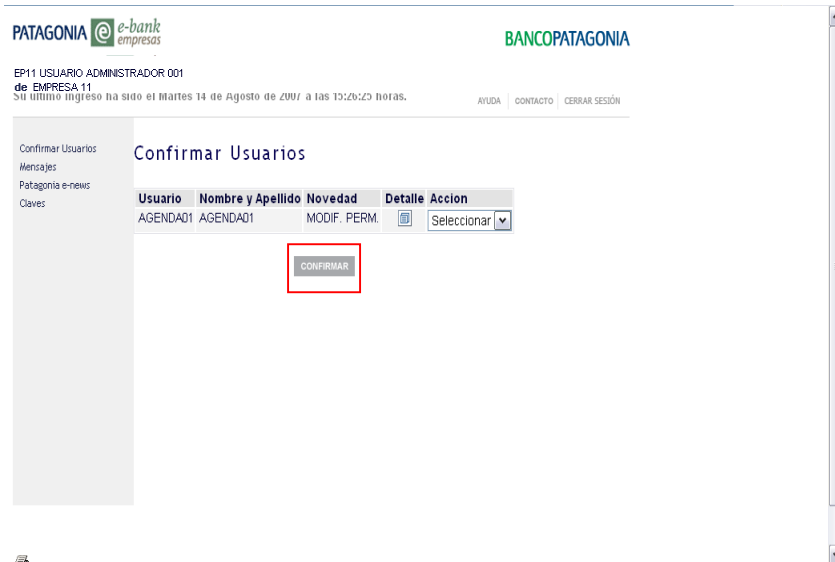 PATAGONIA e-bank empresas
BANCOPATAGONIA
EP11 USUARIO ADMINISTRADOR 001
de EMPRESA 11
Su último ingreso ha sido el Martes 14 de Agosto de 2007 a las 15:26:25 horas.
AYUDA CONTACTO CERRAR SESIÓN
Confirmar Usuarios
Mensajes
Patagonia e-news
Claves
Confirmar Usuarios
Usuario Nombre y Apellido Novedad Detalle Accion
AGENDA01 AGENDA01 MODIF. PERM. Seleccionar
CONFIRMAR